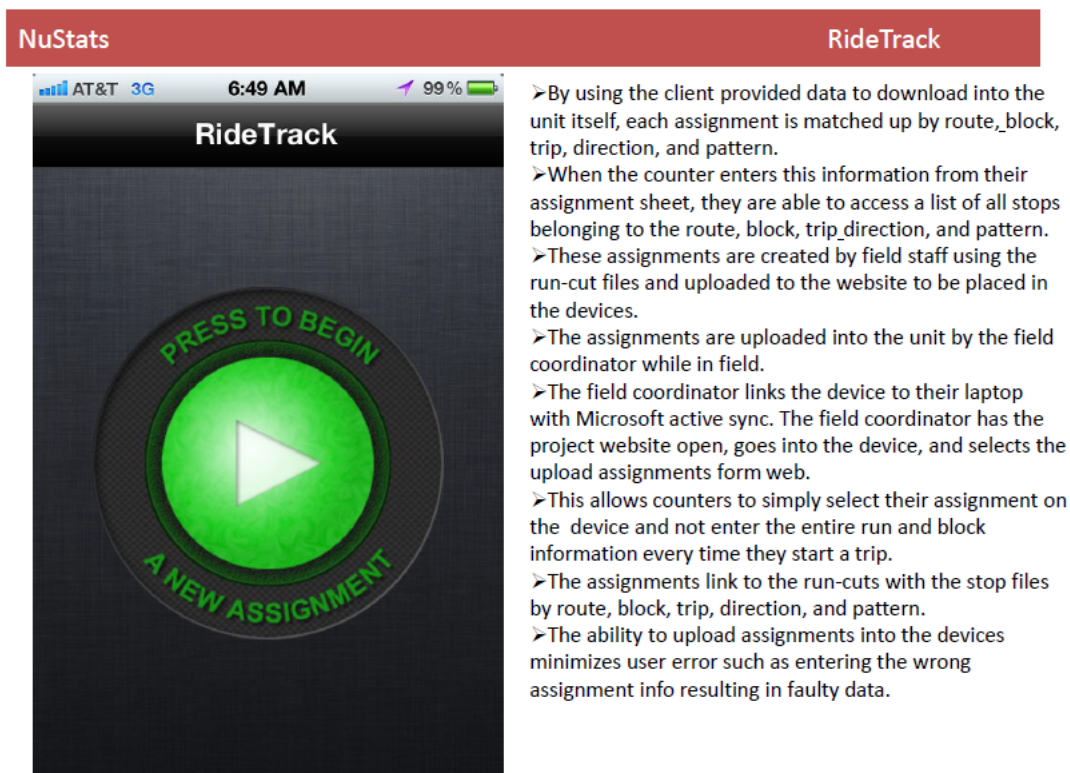 NuStats RideTrack
AT&T 3G 6:49 AM 99%
RideTrack
PRESS TO BEGIN
A NEW ASSIGNMENT
➢By using the client provided data to download into the
unit itself, each assignment is matched up by route, block,
trip, direction, and pattern.
➢When the counter enters this information from their
assignment sheet, they are able to access a list of all stops
belonging to the route, block, trip direction, and pattern.
➢These assignments are created by field staff using the
run-cut files and uploaded to the website to be placed in
the devices.
➢The assignments are uploaded into the unit by the field
coordinator while in field.
➢The field coordinator links the device to their laptop
with Microsoft active sync. The field coordinator has the
project website open, goes into the device, and selects the
upload assignments form web.
➢This allows counters to simply select their assignment on
the device and not enter the entire run and block
information every time they start a trip.
➢The assignments link to the run-cuts with the stop files
by route, block, trip, direction, and pattern.
➢The ability to upload assignments into the devices
minimizes user error such as entering the wrong
assignment info resulting in faulty data.